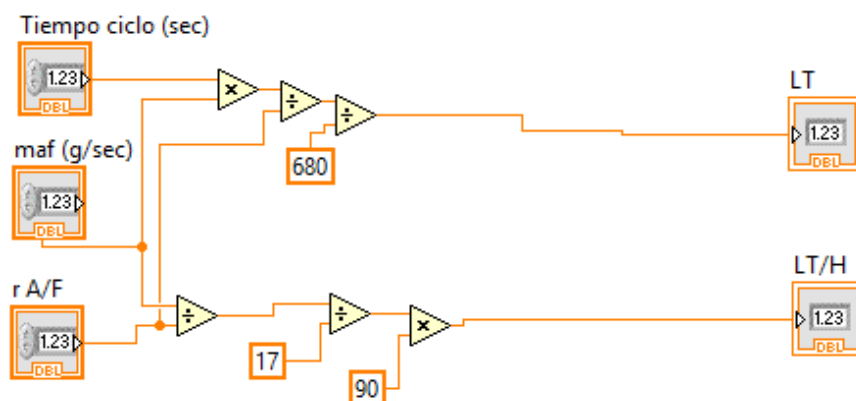 Tiempo ciclo (sec)
1.23
DBL
LT
1.23
DBL
680
maf (g/sec)
1.23
DBL
r A/F
1.23
DBL
17
90
LT/H
1.23
DBL